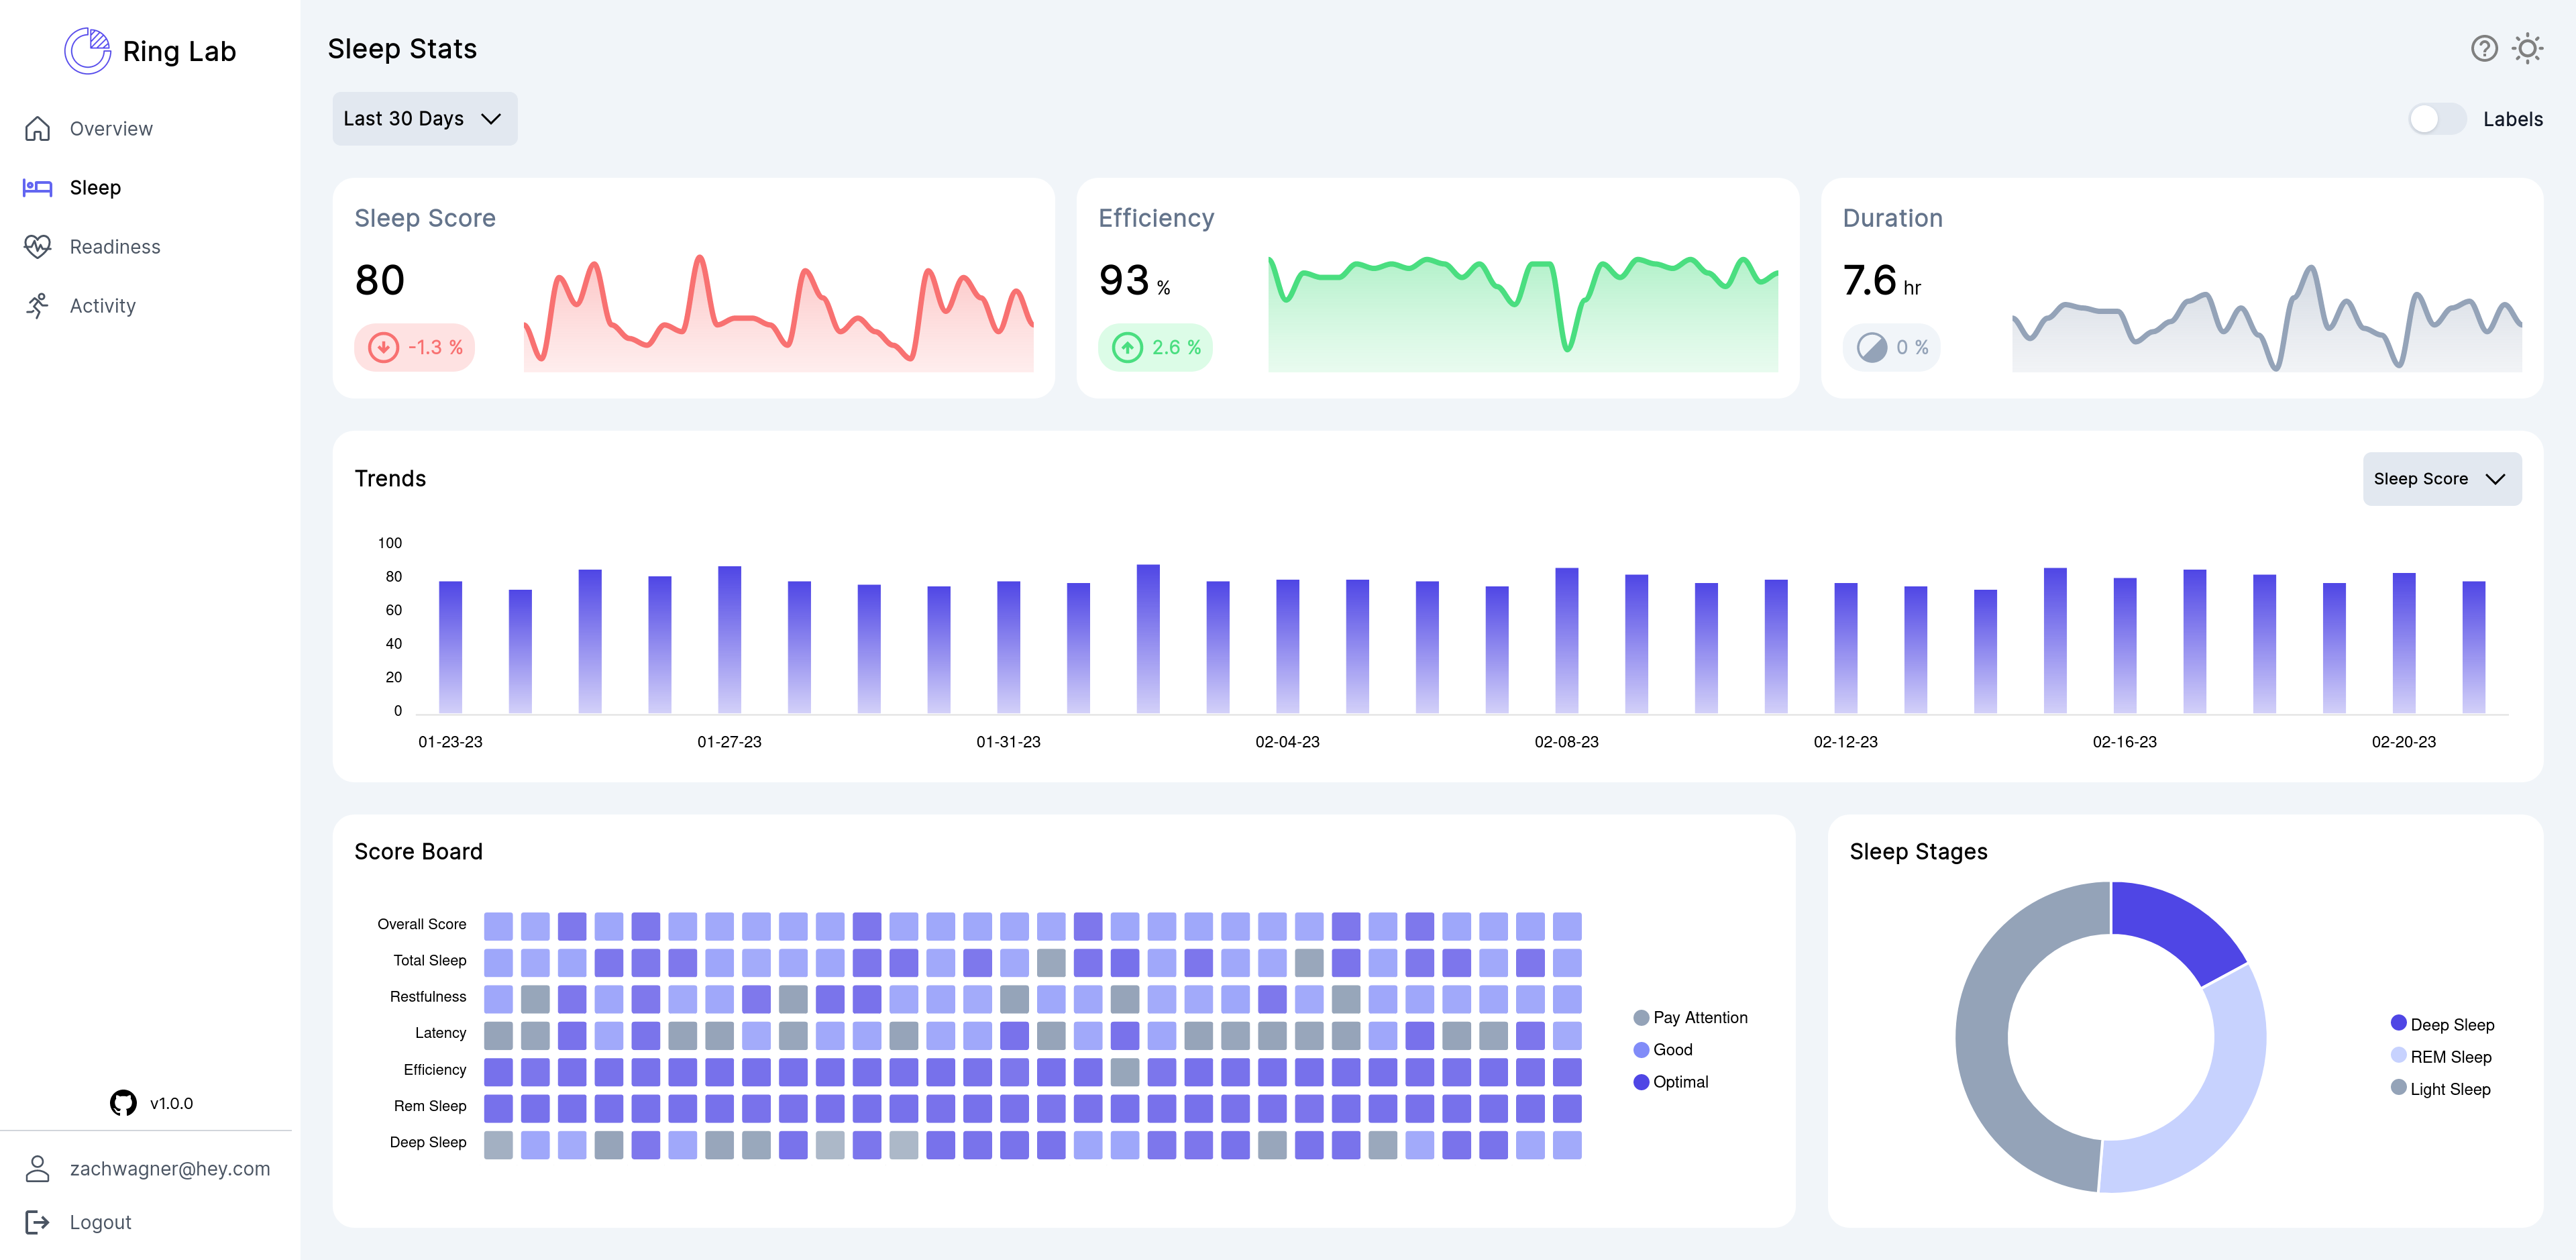 Ring Lab
Overview
Sleep
Readiness
Activity
v1.0.0
zachwagner@hey.com
Logout
Sleep Stats
Last 30 Days
Labels
Sleep Score
80
-1.3 %
Efficiency
93 %
2.6 %
Duration
7.6 hr
0 %
Trends
Sleep Score
100
80
60
40
20
0
01-23-23 01-27-23 01-31-23 02-04-23 02-08-23 02-12-23 02-16-23 02-20-23
Score Board
Overall Score
Total Sleep
Restfulness
Latency
Efficiency
Rem Sleep
Deep Sleep
Pay Attention
Good
Optimal
Sleep Stages
Deep Sleep
REM Sleep
Light Sleep